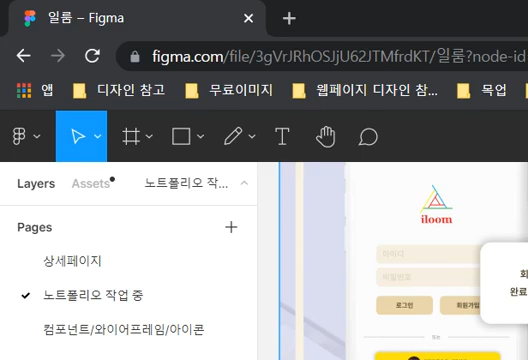 일룸 – Figma
figma.com/file/3gVrJRhOSJjU62JTMfrdKT/일룸?node-id
앱 디자인 참고 무료이미지 웹페이지 디자인 참... 목업
Layers Assets 노트폴리오 작...
Pages
상세페이지
노트폴리오 작업 중
컴포넌트/와이어프레임/아이콘
iloom
아이디
비밀번호
로그인 회원가입
회
완료